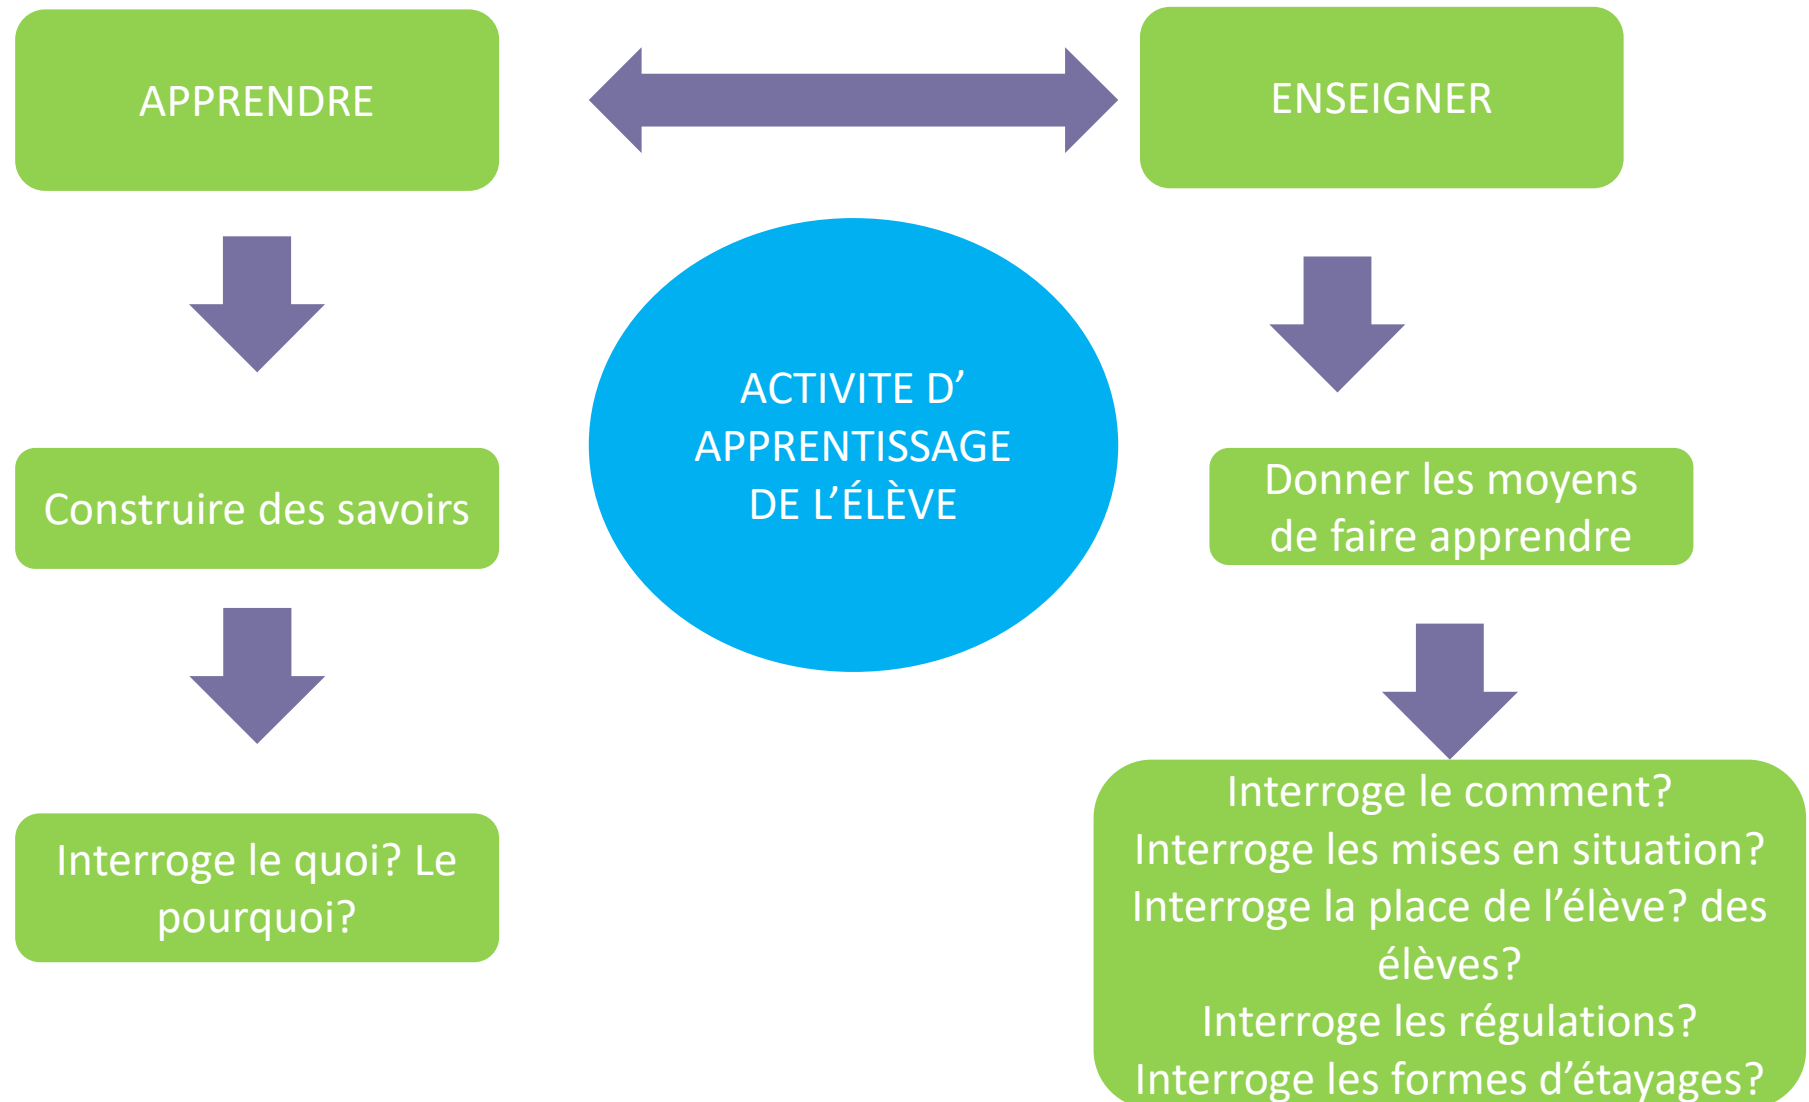 APPRENDRE
ENSEIGNER
ACTIVITE D’
APPRENTISSAGE
DE L’ÉLÈVE
Construire des savoirs
Donner les moyens
de faire apprendre
Interroge le quoi? Le
pourquoi?
Interroge le comment?
Interroge les mises en situation?
Interroge la place de l’élève? des
élèves?
Interroge les régulations?
Interroge les formes d’étayages?